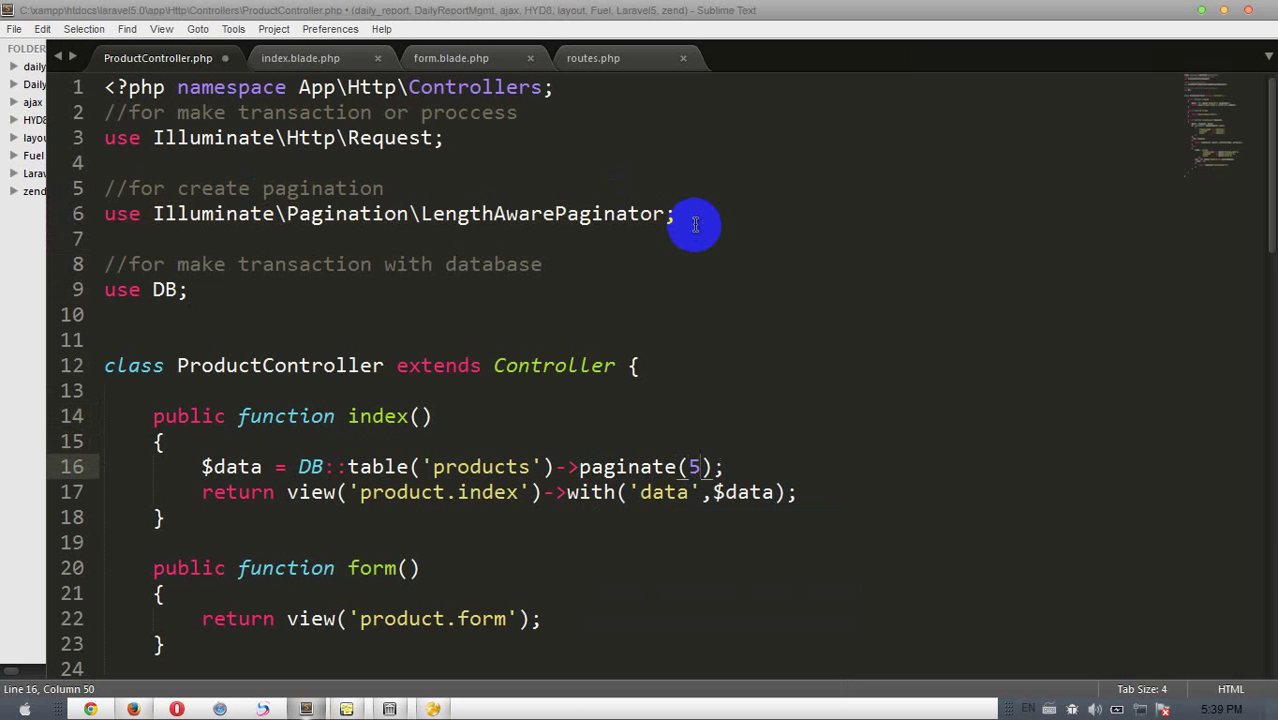 C:\xampp\htdocs\laravel5.0\app\Http\Controllers\ProductController.php • (daily_report, DailyReportMgmt, ajax, HYD8, layout, Fuel, Laravel5, zend) - Sublime Text
File Edit Selection Find View Goto Tools Project Preferences Help
FOLDER
daily
Daily
ajax
HYD8
layou
Fuel
Larav
zend
ProductController.php index.blade.php form.blade.php routes.php
1 <?php namespace App\Http\Controllers;
2 //for make transaction or proccess
3 use Illuminate\Http\Request;
4
5 //for create pagination
6 use Illuminate\Pagination\LengthAwarePaginator;
7
8 //for make transaction with database
9 use DB;
10
11
12 class ProductController extends Controller {
13
14 public function index()
15 {
16 $data = DB::table('products')->paginate(5);
17 return view('product.index')->with('data',$data);
18 }
19
20 public function form()
21 {
22 return view('product.form');
23 }
24
Line 16, Column 50 Tab Size: 4 HTML
EN 5:39 PM